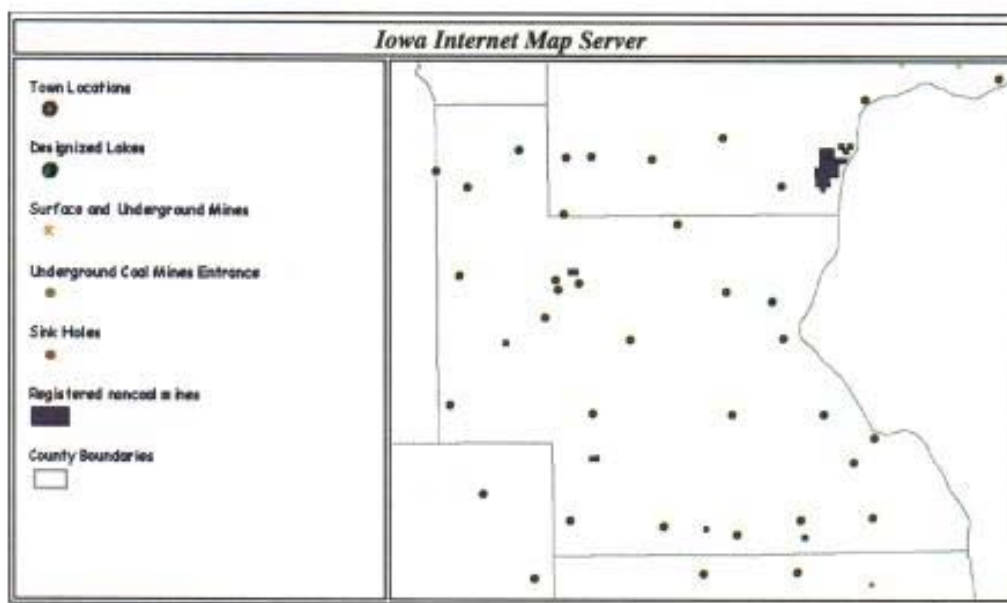 Iowa Internet Map Server
Town Locations
Designized Lakes
Surface and Underground Mines
Underground Coal Mines Entrance
Sink Holes
Registered noncoal mines
County Boundaries